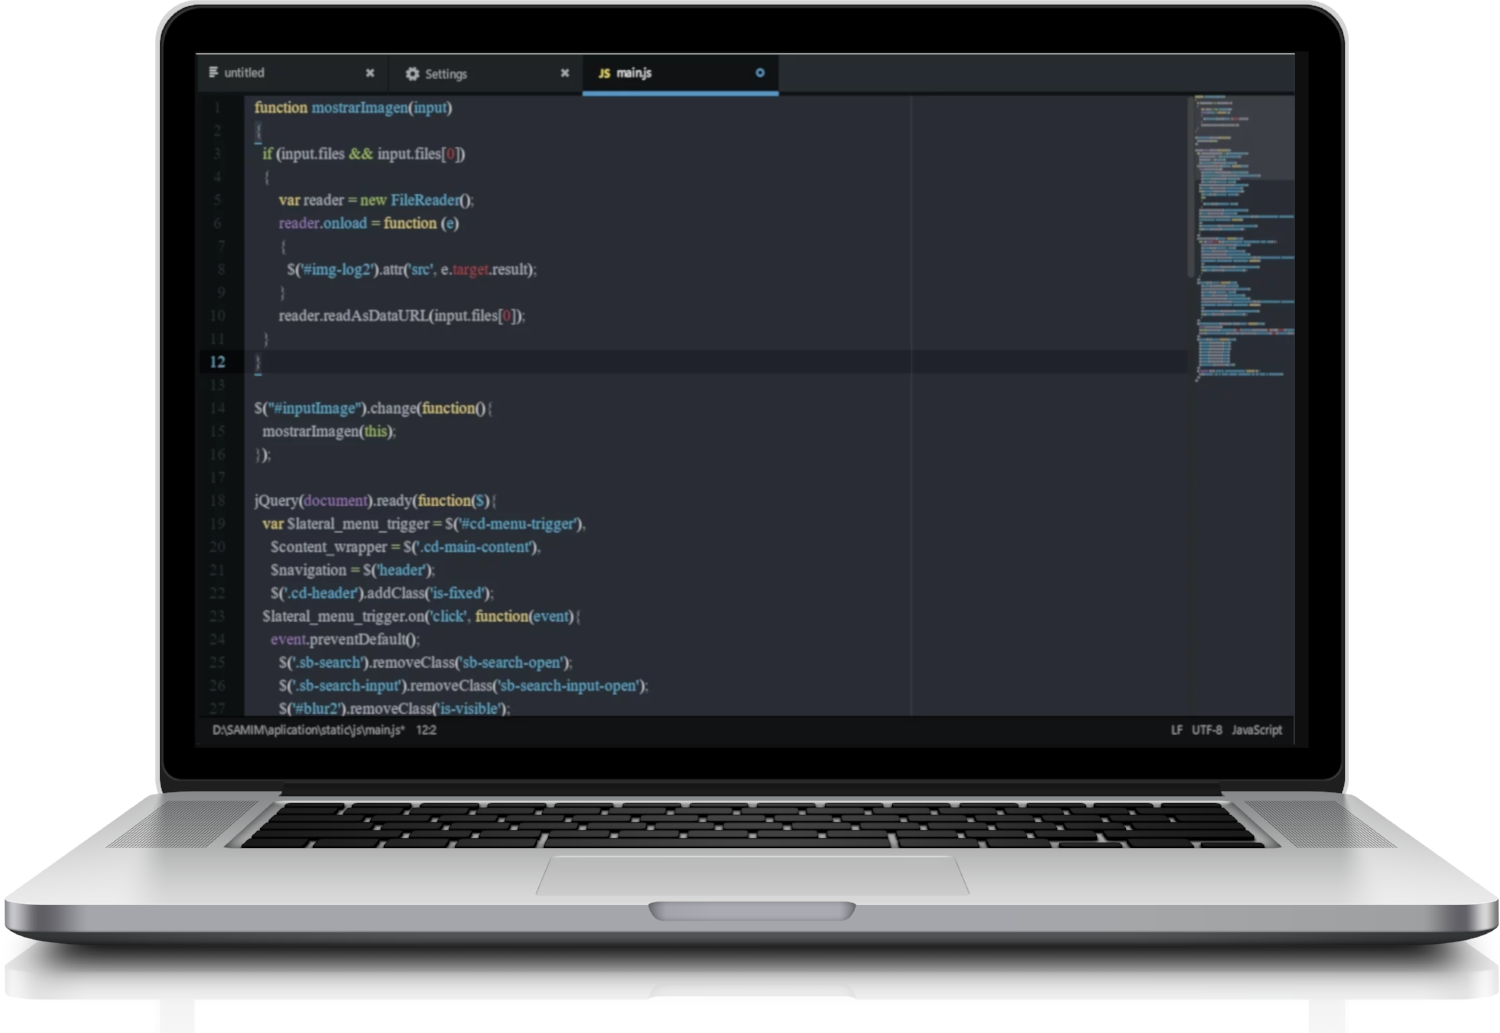 untitled
Settings
JS main.js
1 function mostrarImagen(input)
2 {
3 if (input.files && input.files[0])
4 {
5 var reader = new FileReader();
6 reader.onload = function (e)
7 {
8 $('#img-log2').attr('src', e.target.result);
9 }
10 reader.readAsDataURL(input.files[0]);
11 }
12 }
13
14 $("#inputImage").change(function(){
15 mostrarImagen(this);
16 });
17
18 jQuery(document).ready(function($){
19 var $lateral_menu_trigger = $('#cd-menu-trigger'),
20 $content_wrapper = $('.cd-main-content'),
21 $navigation = $('header');
22 $('.cd-header').addClass('is-fixed');
23 $lateral_menu_trigger.on('click', function(event){
24 event.preventDefault();
25 $('.sb-search').removeClass('sb-search-open');
26 $('.sb-search-input').removeClass('sb-search-input-open');
27 $('#blur2').removeClass('is-visible');
D:\SAMIM\aplication\static\js\main.js* 12:2 LF UTF-8 JavaScript